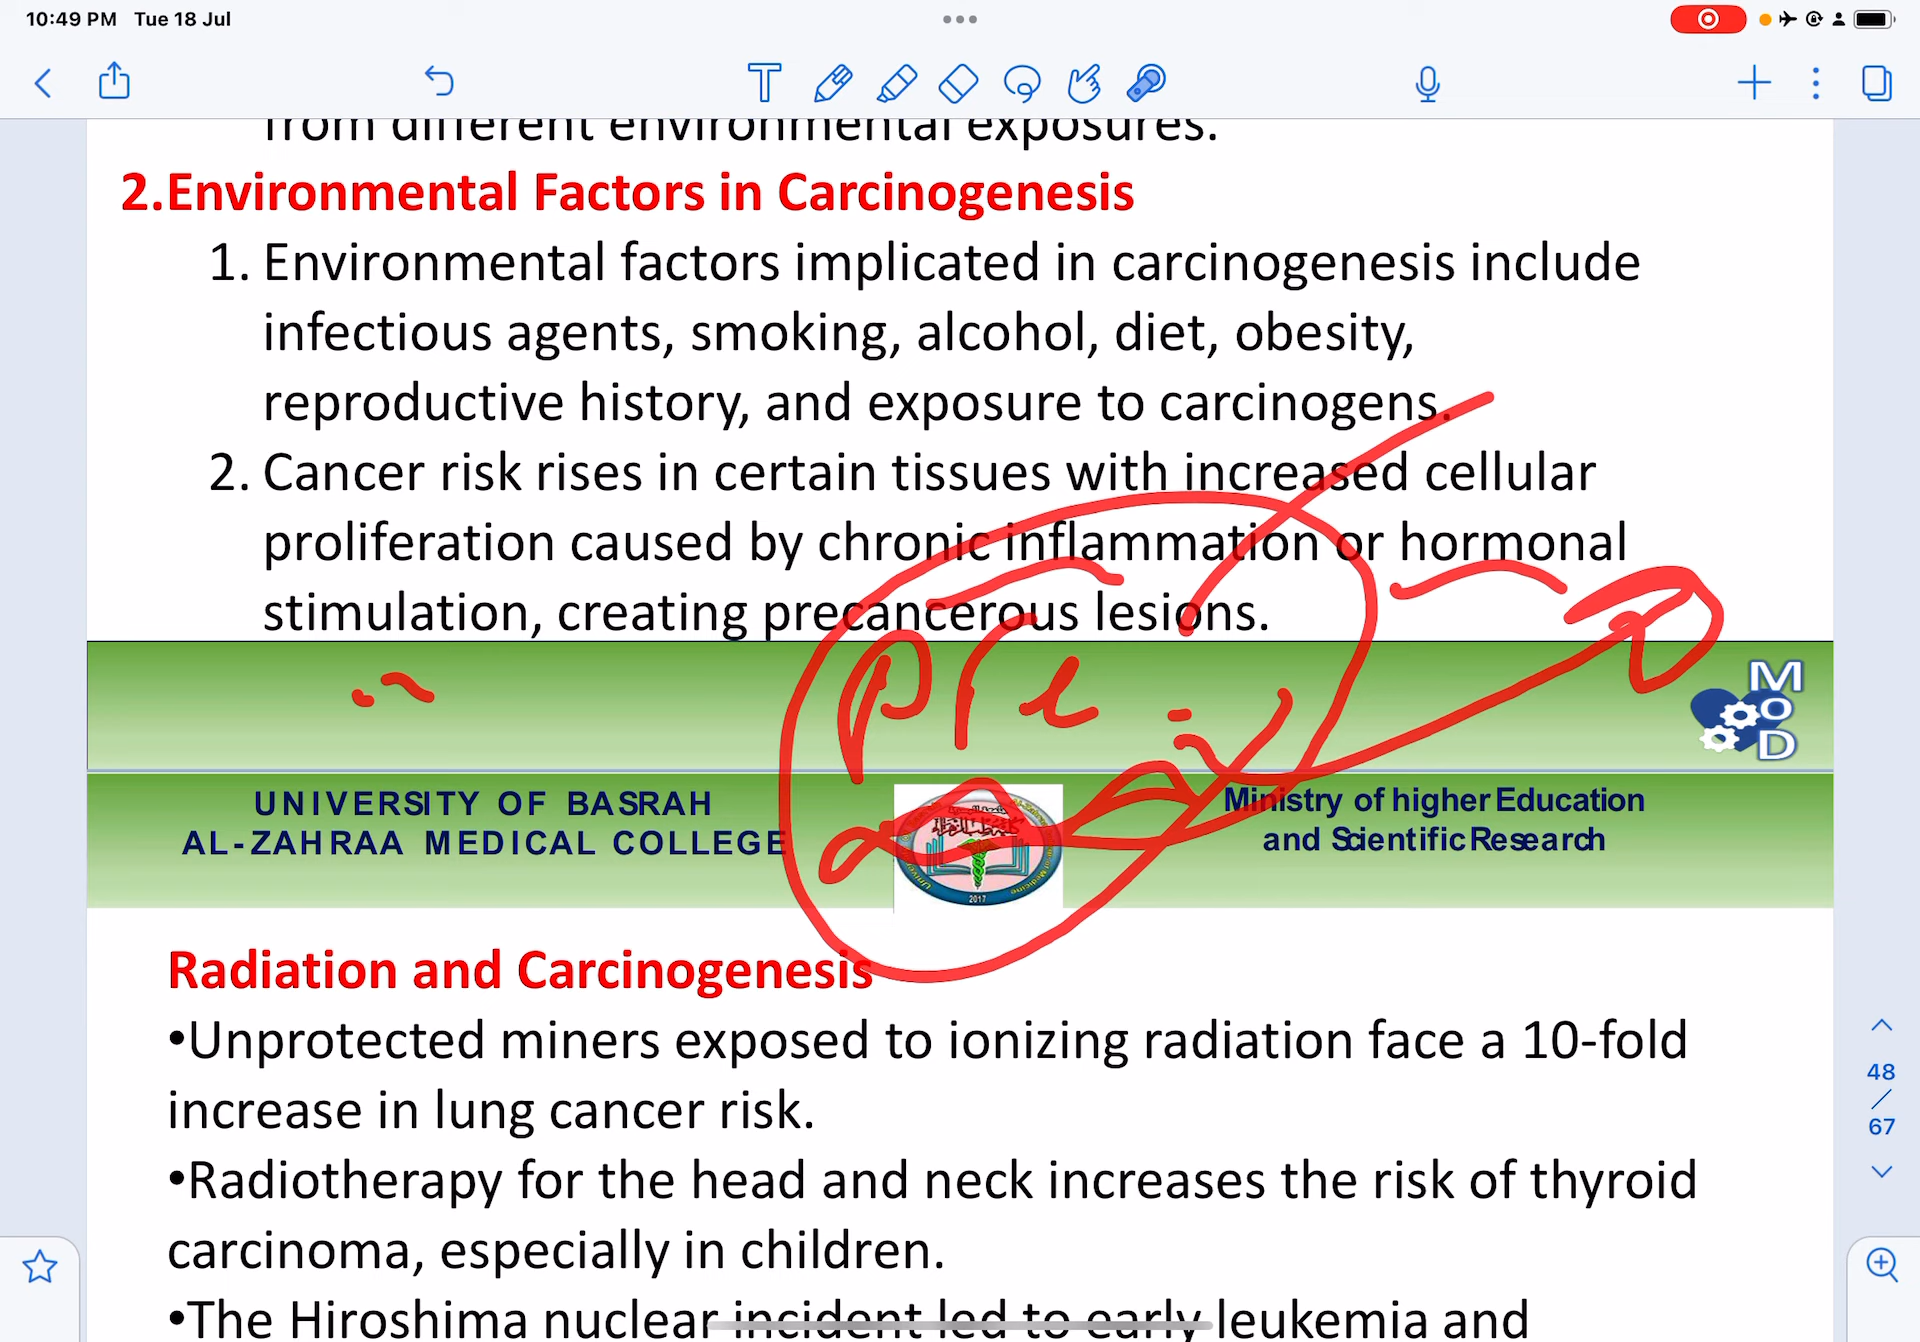 10:49 PM Tue 18 Jul
from different environmental exposures.
2.Environmental Factors in Carcinogenesis
1. Environmental factors implicated in carcinogenesis include
infectious agents, smoking, alcohol, diet, obesity,
reproductive history, and exposure to carcinogens.
2. Cancer risk rises in certain tissues with increased cellular
proliferation caused by chronic inflammation or hormonal
stimulation, creating precancerous lesions.
pre
MOD
UNIVERSITY OF BASRAH
AL-ZAHRAA MEDICAL COLLEGE
2017
Ministry of higher Education
and Scientific Research
Radiation and Carcinogenesis
•Unprotected miners exposed to ionizing radiation face a 10-fold
increase in lung cancer risk.
•Radiotherapy for the head and neck increases the risk of thyroid
carcinoma, especially in children.
•The Hiroshima nuclear incident led to early leukemia and
48
/
67